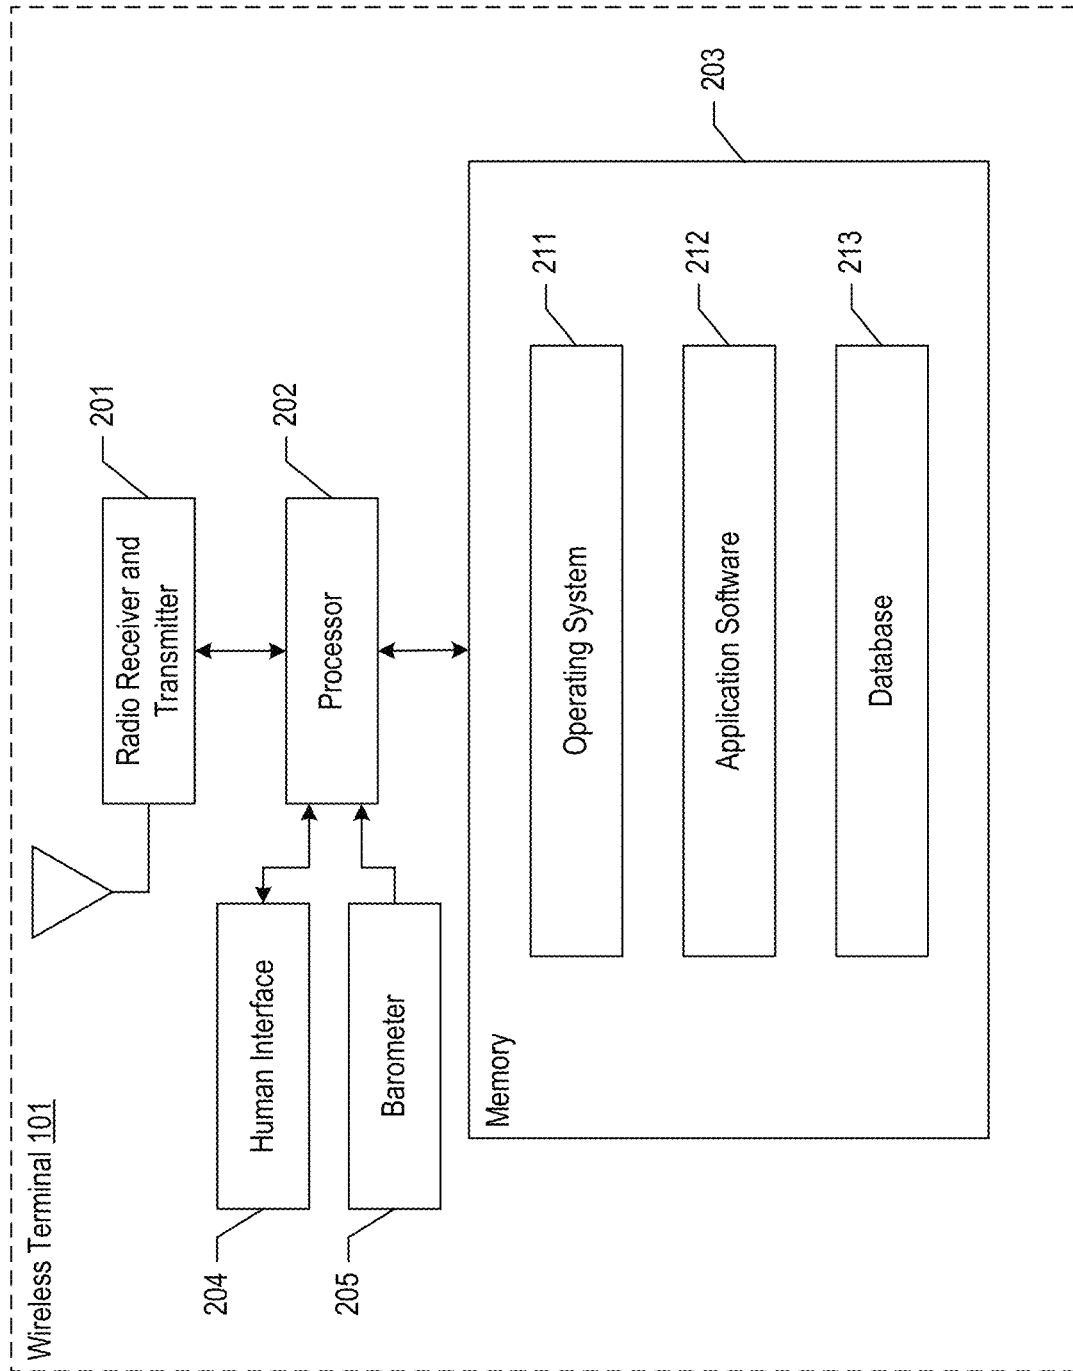 Wireless Terminal 101
201
Radio Receiver and
Transmitter
204
Human Interface
202
Processor
205
Barometer
203
Memory
211
Operating System
212
Application Software
213
Database